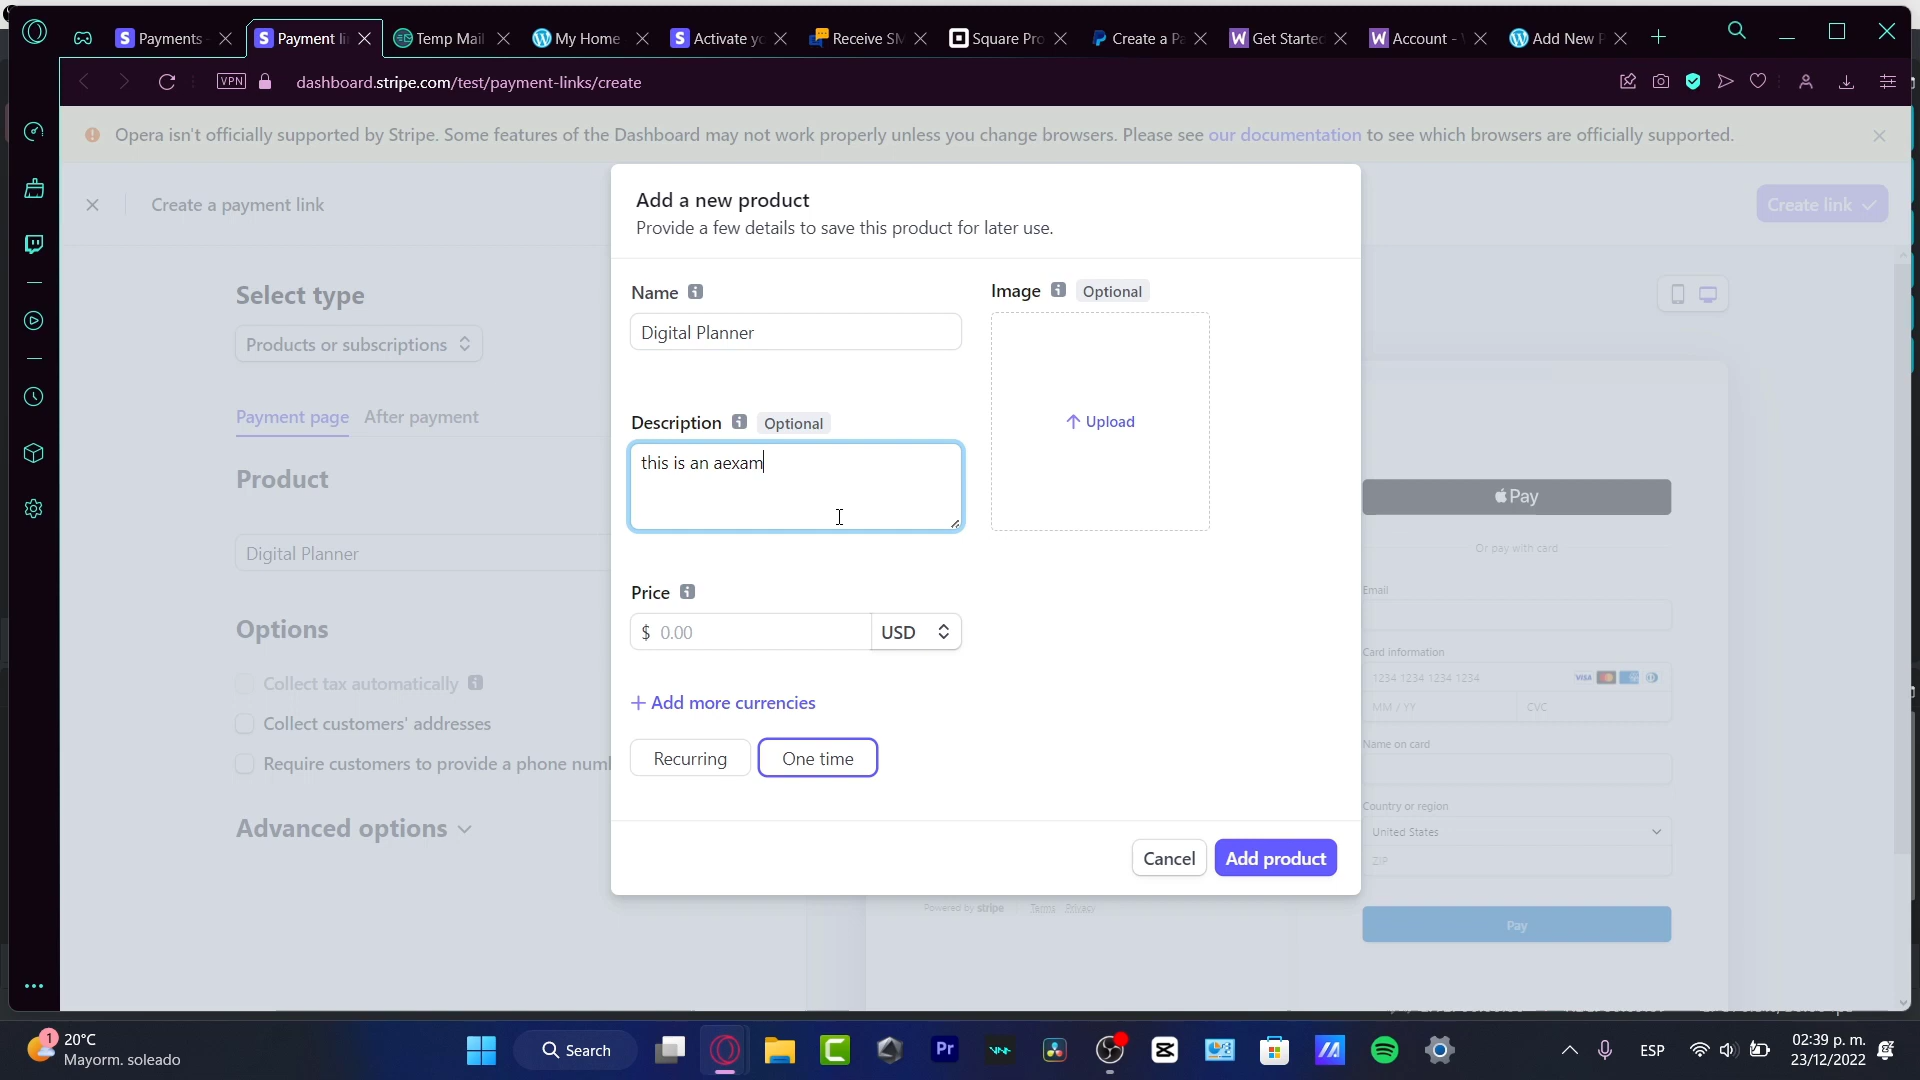 Payments -
Payment li
Temp Mail
My Home
Activate yo
Receive SM
Square Pro
Create a Pa
Get Started
Account -
Add New P
VPN
dashboard.stripe.com/test/payment-links/create
Opera isn't officially supported by Stripe. Some features of the Dashboard may not work properly unless you change browsers. Please see our documentation to see which browsers are officially supported.
Create a payment link
Create link
Add a new product
Provide a few details to save this product for later use.
Select type
Products or subscriptions
Payment page After payment
Product
Digital Planner
Options
Collect tax automatically
Collect customers' addresses
Require customers to provide a phone num
Advanced options
Name
Digital Planner
Image Optional
Upload
Description Optional
this is an aexam
Price
$ 0.00 USD
+ Add more currencies
Recurring One time
Cancel Add product
Pay
Or pay with card
Email
Card information
1234 1234 1234 1234 VISA
MM / YY CVC
Name on card
Country or region
United States
ZIP
Pay
Powered by stripe Terms Privacy
1
20°C
Mayorm. soleado
Search
Pr
ESP
02:39 p. m.
23/12/2022